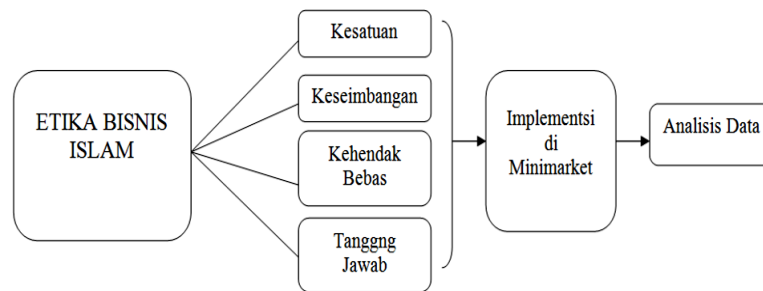 ETIKA BISNIS
ISLAM
Kesatuan
Keseimbangan
Kehendak
Bebas
Tanggng
Jawab
Implementsi
di
Minimarket
Analisis Data